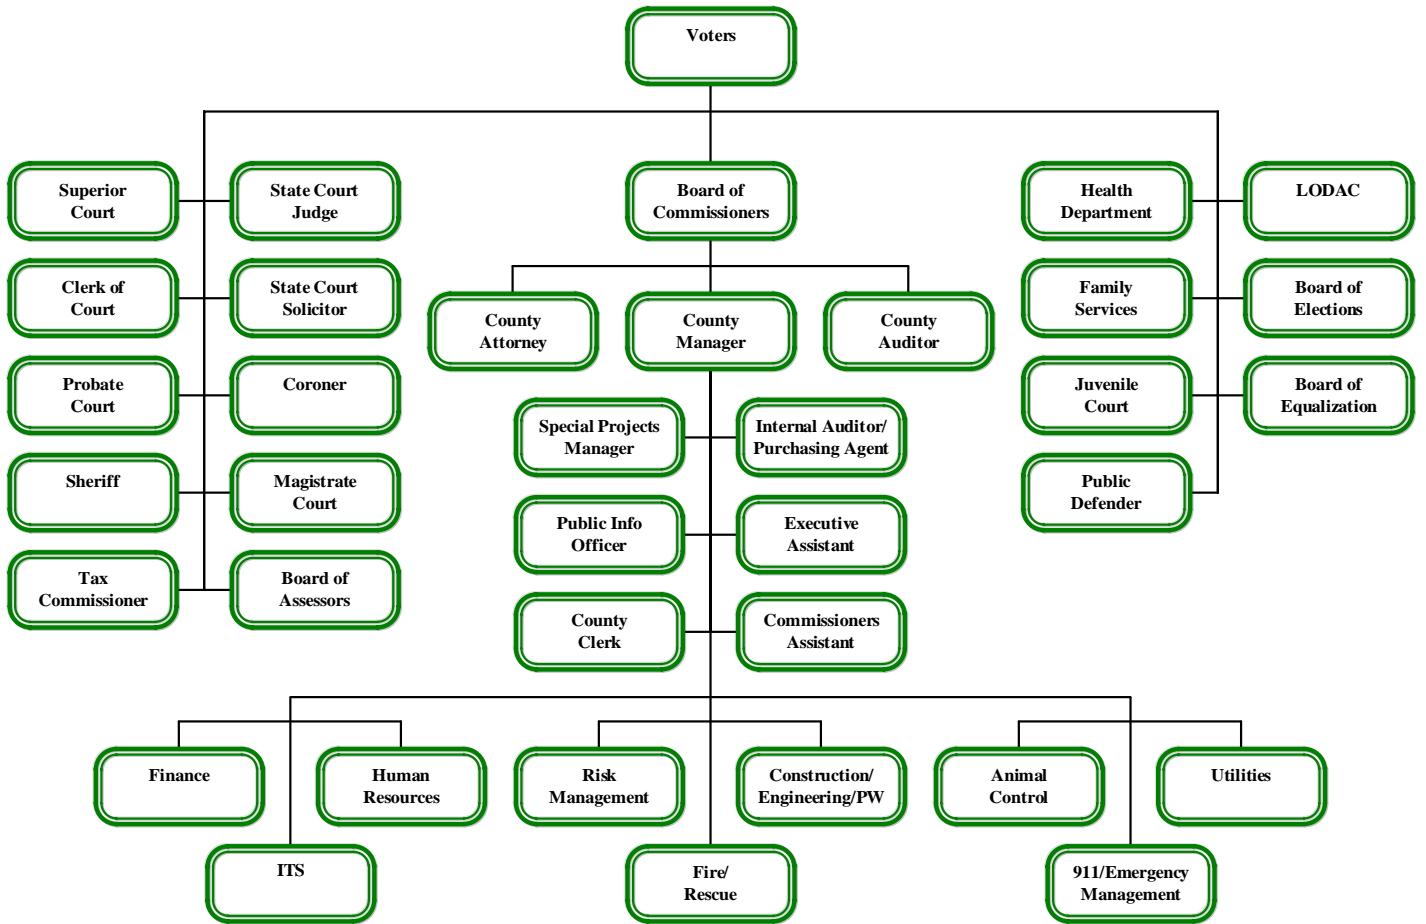 Voters
Superior
Court
State Court
Judge
Board of
Commissioners
Health
Department
LODAC
Clerk of
Court
State Court
Solicitor
County
Attorney
County
Manager
County
Auditor
Family
Services
Board of
Elections
Probate
Court
Coroner
Special Projects
Manager
Internal Auditor/
Purchasing Agent
Juvenile
Court
Board of
Equalization
Sheriff
Magistrate
Court
Public Info
Officer
Executive
Assistant
Public
Defender
Tax
Commissioner
Board of
Assessors
County
Clerk
Commissioners
Assistant
Finance
Human
Resources
Risk
Management
Construction/
Engineering/PW
Animal
Control
Utilities
ITS
Fire/
Rescue
911/Emergency
Management